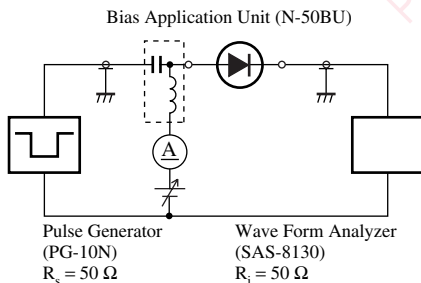 Bias Application Unit (N-50BU)
A
Pulse Generator
(PG-10N)
Rs = 50 Ω
Wave Form Analyzer
(SAS-8130)
Ri = 50 Ω